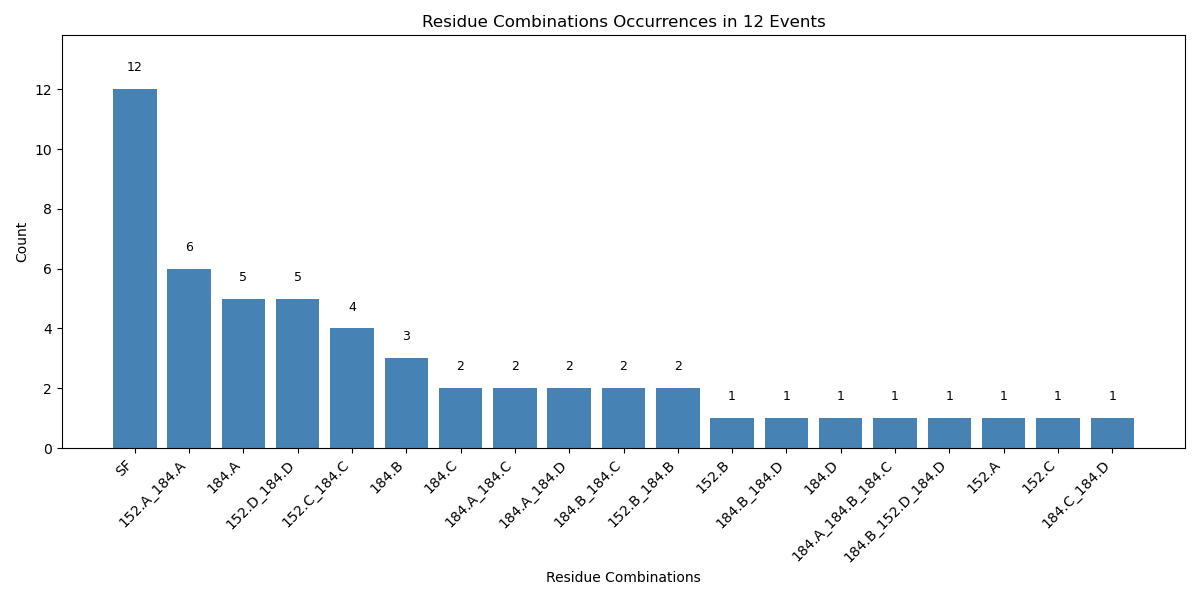 Residue Combinations Occurrences in 12 Events
Count
12
10
8
6
4
2
0
12
6
5
5
4
3
2
2
2
2
2
1
1
1
1
1
1
1
1
SF
152.A_184.A
184.A
152.D_184.D
152.C_184.C
184.B
184.C
184.A_184.C
184.A_184.D
184.B_184.C
152.B_184.B
152.B
184.B_184.D
184.D
184.A_184.B_184.C
184.B_152.D_184.D
152.A
152.C
184.C_184.D
Residue Combinations